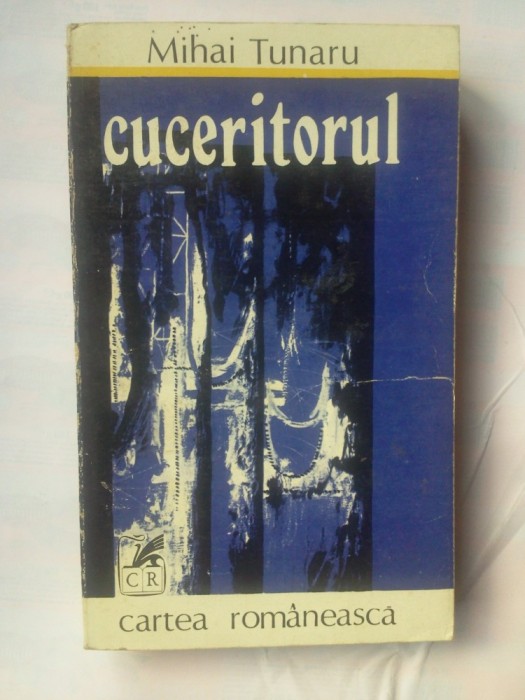 Mihai Tunaru
cuceritorul
CR
cartea românească